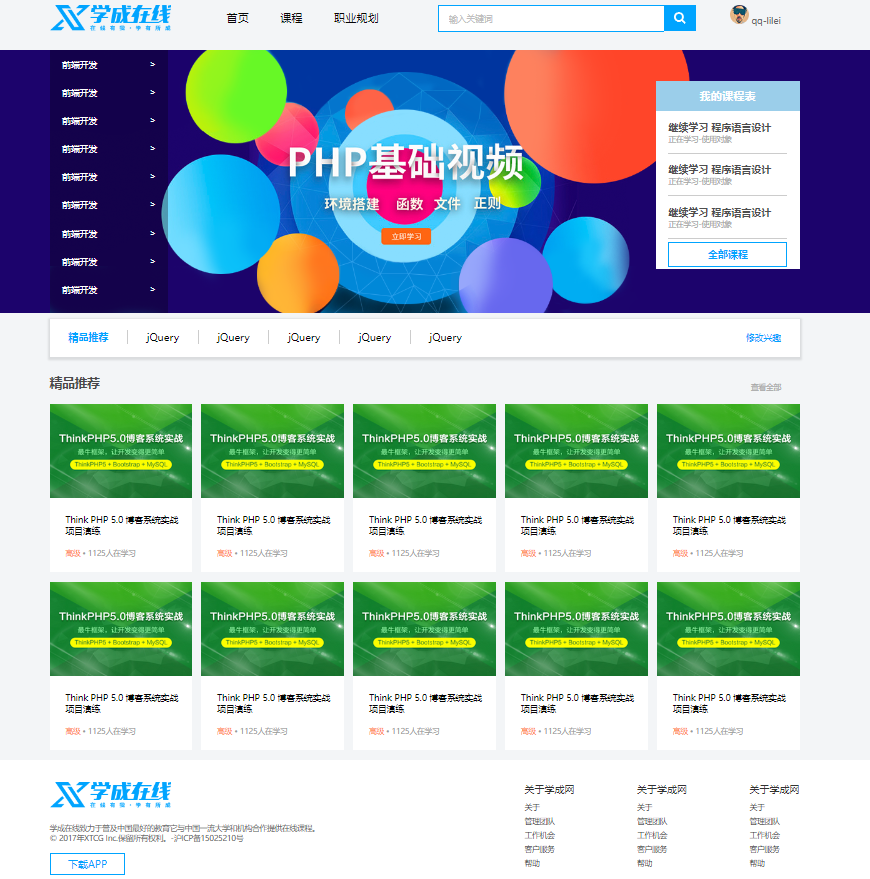 学成在线
在线有你·学有所成
首页 课程 职业规划
输入关键词
qq-lilei
前端开发 >
前端开发 >
前端开发 >
前端开发 >
前端开发 >
前端开发 >
前端开发 >
前端开发 >
前端开发 >
PHP基础视频
环境搭建 函数 文件 正则
立即学习
我的课程表
继续学习 程序语言设计
正在学习-使用对象
继续学习 程序语言设计
正在学习-使用对象
继续学习 程序语言设计
正在学习-使用对象
全部课程
精品推荐 jQuery jQuery jQuery jQuery jQuery 修改兴趣
精品推荐 查看全部
ThinkPHP5.0博客系统实战
最牛框架，让开发变得更简单
ThinkPHP5 + Bootstrap + MySQL
Think PHP 5.0 博客系统实战
项目演练
高级 • 1125人在学习
ThinkPHP5.0博客系统实战
最牛框架，让开发变得更简单
ThinkPHP5 + Bootstrap + MySQL
Think PHP 5.0 博客系统实战
项目演练
高级 • 1125人在学习
ThinkPHP5.0博客系统实战
最牛框架，让开发变得更简单
ThinkPHP5 + Bootstrap + MySQL
Think PHP 5.0 博客系统实战
项目演练
高级 • 1125人在学习
ThinkPHP5.0博客系统实战
最牛框架，让开发变得更简单
ThinkPHP5 + Bootstrap + MySQL
Think PHP 5.0 博客系统实战
项目演练
高级 • 1125人在学习
ThinkPHP5.0博客系统实战
最牛框架，让开发变得更简单
ThinkPHP5 + Bootstrap + MySQL
Think PHP 5.0 博客系统实战
项目演练
高级 • 1125人在学习
ThinkPHP5.0博客系统实战
最牛框架，让开发变得更简单
ThinkPHP5 + Bootstrap + MySQL
Think PHP 5.0 博客系统实战
项目演练
高级 • 1125人在学习
ThinkPHP5.0博客系统实战
最牛框架，让开发变得更简单
ThinkPHP5 + Bootstrap + MySQL
Think PHP 5.0 博客系统实战
项目演练
高级 • 1125人在学习
ThinkPHP5.0博客系统实战
最牛框架，让开发变得更简单
ThinkPHP5 + Bootstrap + MySQL
Think PHP 5.0 博客系统实战
项目演练
高级 • 1125人在学习
ThinkPHP5.0博客系统实战
最牛框架，让开发变得更简单
ThinkPHP5 + Bootstrap + MySQL
Think PHP 5.0 博客系统实战
项目演练
高级 • 1125人在学习
ThinkPHP5.0博客系统实战
最牛框架，让开发变得更简单
ThinkPHP5 + Bootstrap + MySQL
Think PHP 5.0 博客系统实战
项目演练
高级 • 1125人在学习
学成在线
在线有你·学有所成
学成在线致力于普及中国最好的教育它与中国一流大学和机构合作提供在线课程。
© 2017年XTCG Inc.保留所有权利。-沪ICP备15025210号
下载APP
关于学成网
关于
管理团队
工作机会
客户服务
帮助
关于学成网
关于
管理团队
工作机会
客户服务
帮助
关于学成网
关于
管理团队
工作机会
客户服务
帮助